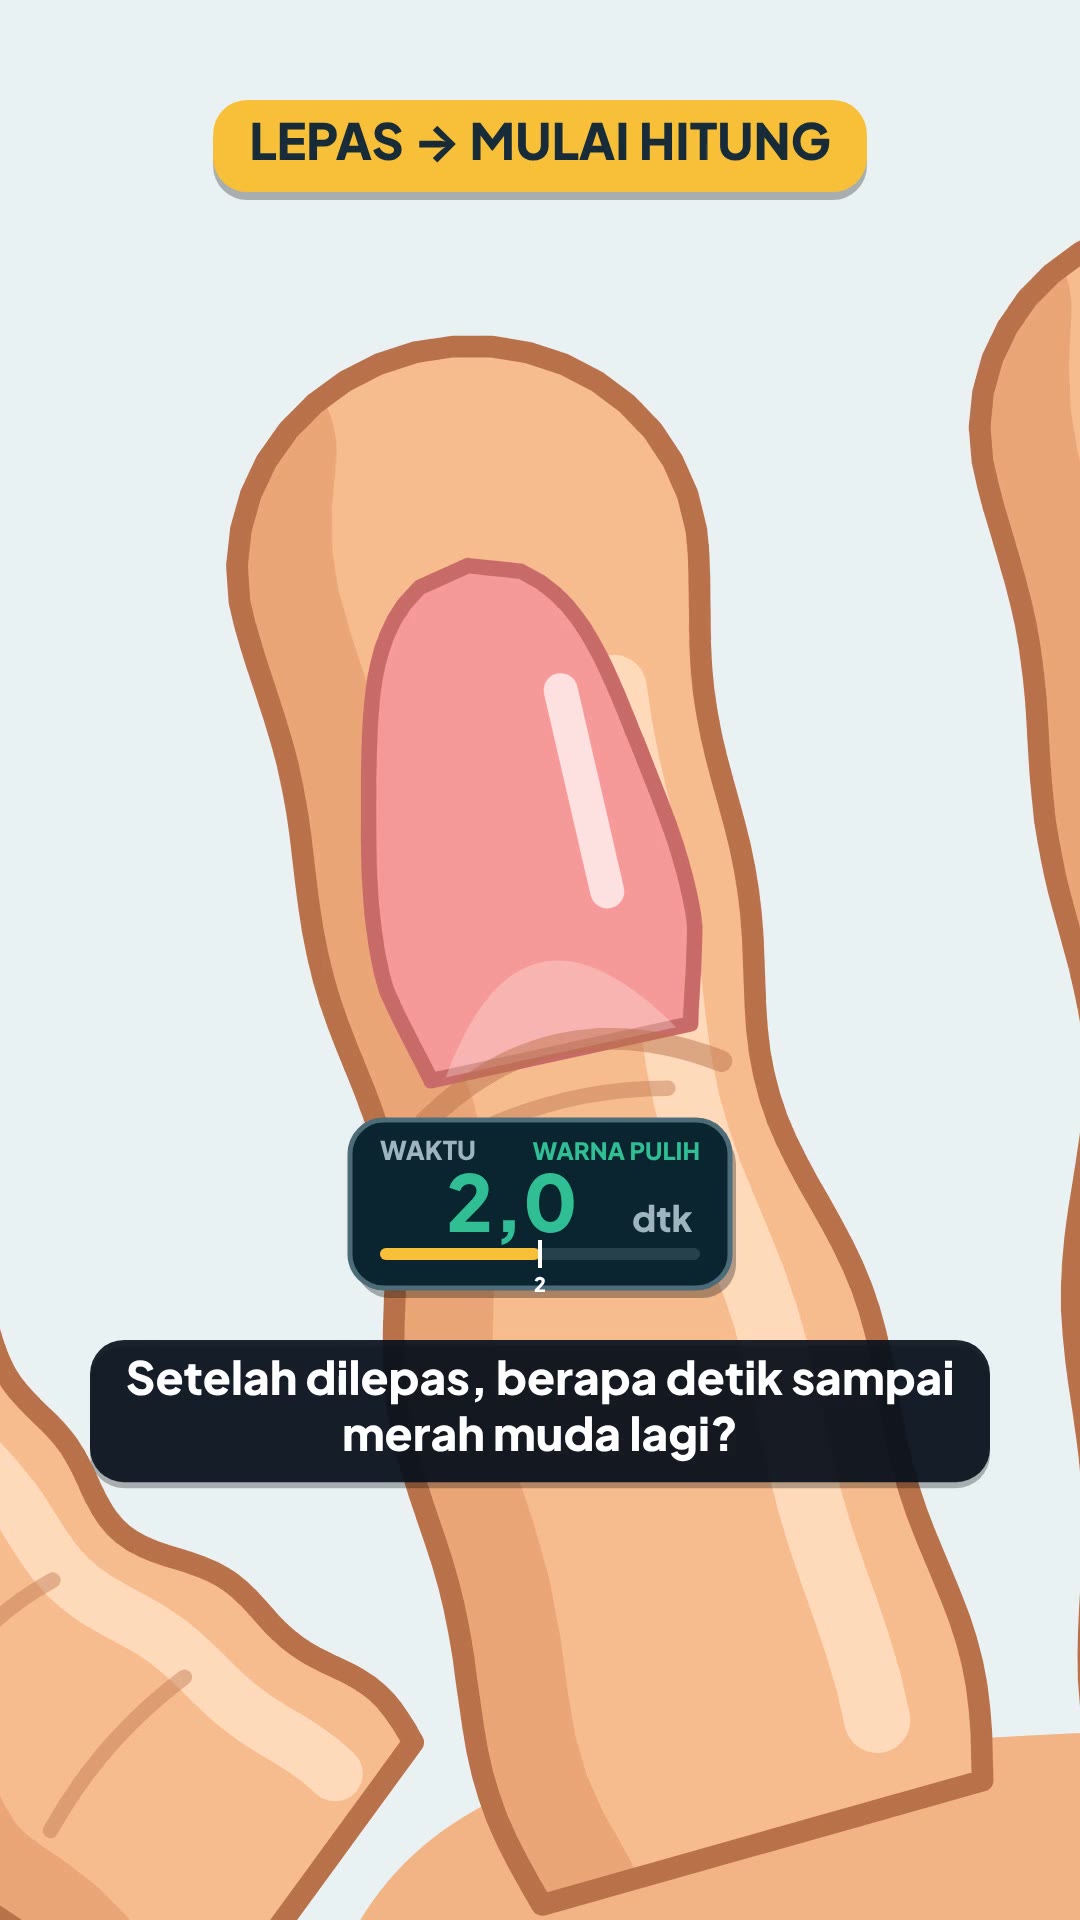 LEPAS → MULAI HITUNG
WAKTU WARNA PULIH
2,0 dtk
2
Setelah dilepas, berapa detik sampai
merah muda lagi?